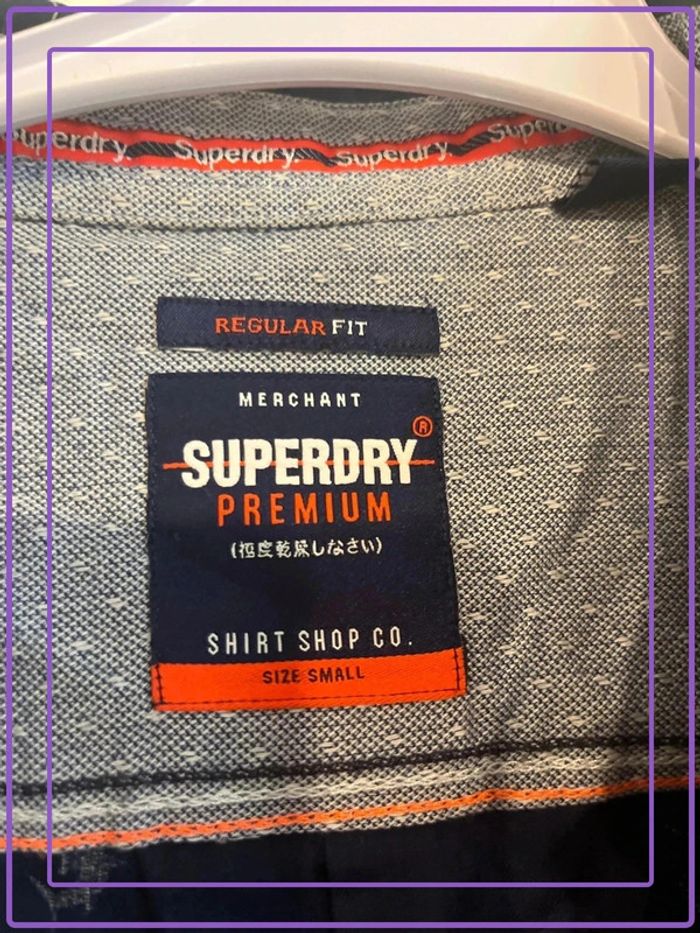 Superdry. Superdry. Superdry. Superdry
REGULAR FIT
MERCHANT
SUPERDRY®
PREMIUM
(極度乾燥しなさい)
SHIRT SHOP CO.
SIZE SMALL